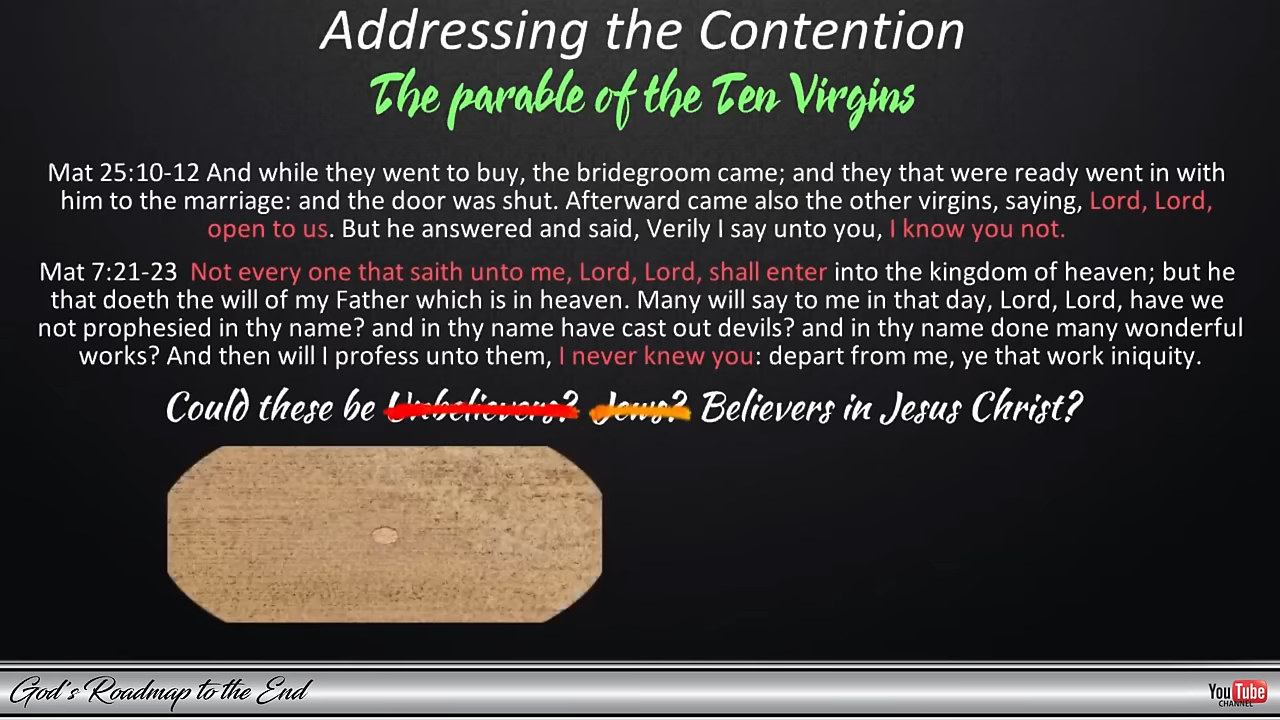 Addressing the Contention
The parable of the Ten Virgins
Mat 25:10-12 And while they went to buy, the bridegroom came; and they that were ready went in with
him to the marriage: and the door was shut. Afterward came also the other virgins, saying, Lord, Lord,
open to us. But he answered and said, Verily I say unto you, I know you not.
Mat 7:21-23 Not every one that saith unto me, Lord, Lord, shall enter into the kingdom of heaven; but he
that doeth the will of my Father which is in heaven. Many will say to me in that day, Lord, Lord, have we
not prophesied in thy name? and in thy name have cast out devils? and in thy name done many wonderful
works? And then will I profess unto them, I never knew you: depart from me, ye that work iniquity.
Could these be Unbelievers? Jews? Believers in Jesus Christ?
God's Roadmap to the End
YouTube
CHANNEL